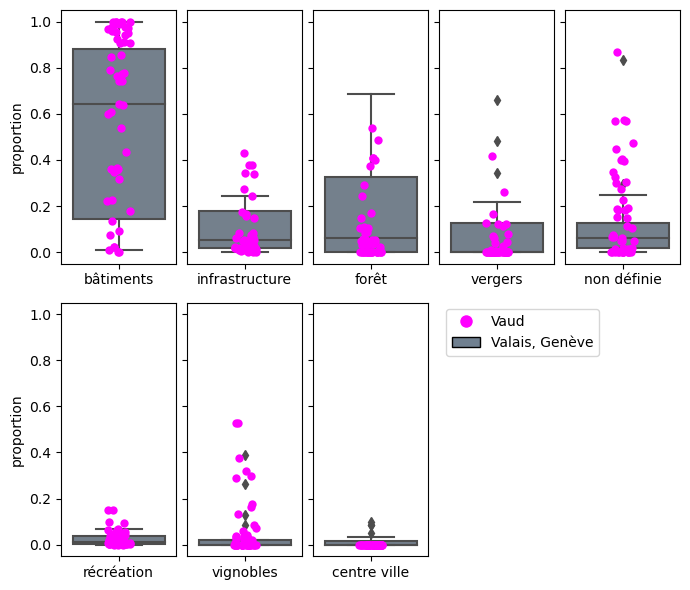 proportion
1.0
0.8
0.6
0.4
0.2
0.0
bâtiments
infrastructure
forêt
vergers
non définie
proportion
1.0
0.8
0.6
0.4
0.2
0.0
récréation
vignobles
centre ville
Vaud
Valais, Genève